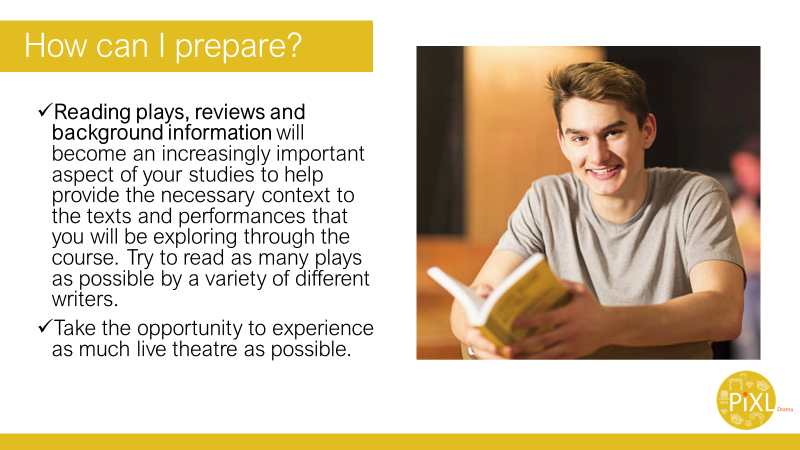 How can I prepare?
✓Reading plays, reviews and
background information will
become an increasingly important
aspect of your studies to help
provide the necessary context to
the texts and performances that
you will be exploring through the
course. Try to read as many plays
as possible by a variety of different
writers.
✓Take the opportunity to experience
as much live theatre as possible.
PiXL
Drama